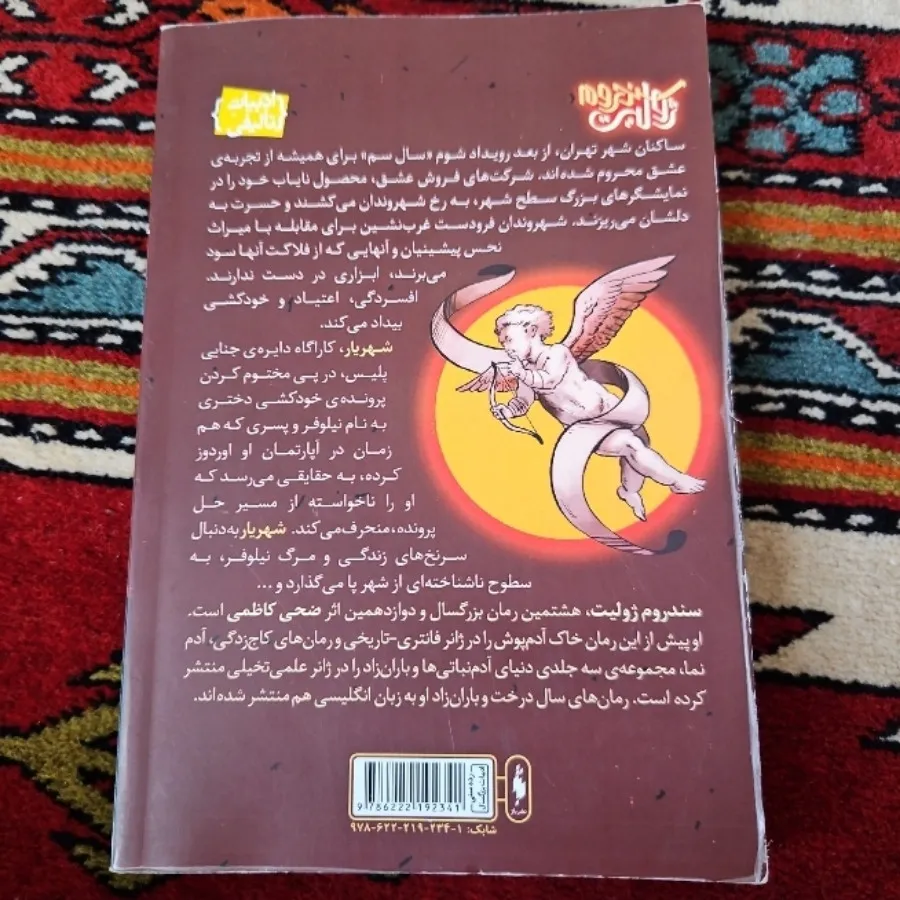 ادبیات
تالیفی
ساکنان شهر تهران، از بعد رویداد شوم «سال سم» برای همیشه از تجربه‌ی
عشق محروم شده‌اند. شرکت‌های فروش عشق، محصول نایاب خود را در
نمایشگرهای بزرگ سطح شهر، به رخ شهروندان می‌کشند و حسرت به
دلشان می‌ریزند. شهروندان فرودست غرب‌نشین برای مقابله با میراث
نحس پیشینیان و آنهایی که از فلاکت آنها سود
می‌برند، ابزاری در دست ندارند.
افسردگی، اعتیاد و خودکشی
بیداد می‌کند.
شهریار، کاراگاه دایره‌ی جنایی
پلیس، در پی مختوم کردن
پرونده‌ی خودکشی دختری
به نام نیلوفر و پسری که هم
زمان در آپارتمان او اوردوز
کرده، به حقایقی می‌رسد که
او را ناخواسته از مسیر حل
پرونده، منحرف می‌کند. شهریار به‌دنبال
سرنخ‌های زندگی و مرگ نیلوفر، به
سطوح ناشناخته‌ای از شهر پا می‌گذارد و ...
سندروم ژولیت، هشتمین رمان بزرگسال و دوازدهمین اثر ضحی کاظمی است.
او پیش از این رمان خاک آدم‌پوش را در ژانر فانتزی-تاریخی و رمان‌های کاج‌زدگی، آدم
نما، مجموعه‌ی سه جلدی دنیای آدم‌نباتی‌ها و باران‌زاد را در ژانر علمی‌تخیلی منتشر
کرده است. رمان‌های سال درخت و باران‌زاد او به زبان انگلیسی هم منتشر شده‌اند.
رده سنی
ادبیات بزرگسال
9 786222 192341
شابک: ۹۷۸-۶۲۲-۲۱۹-۲۳۴-۱